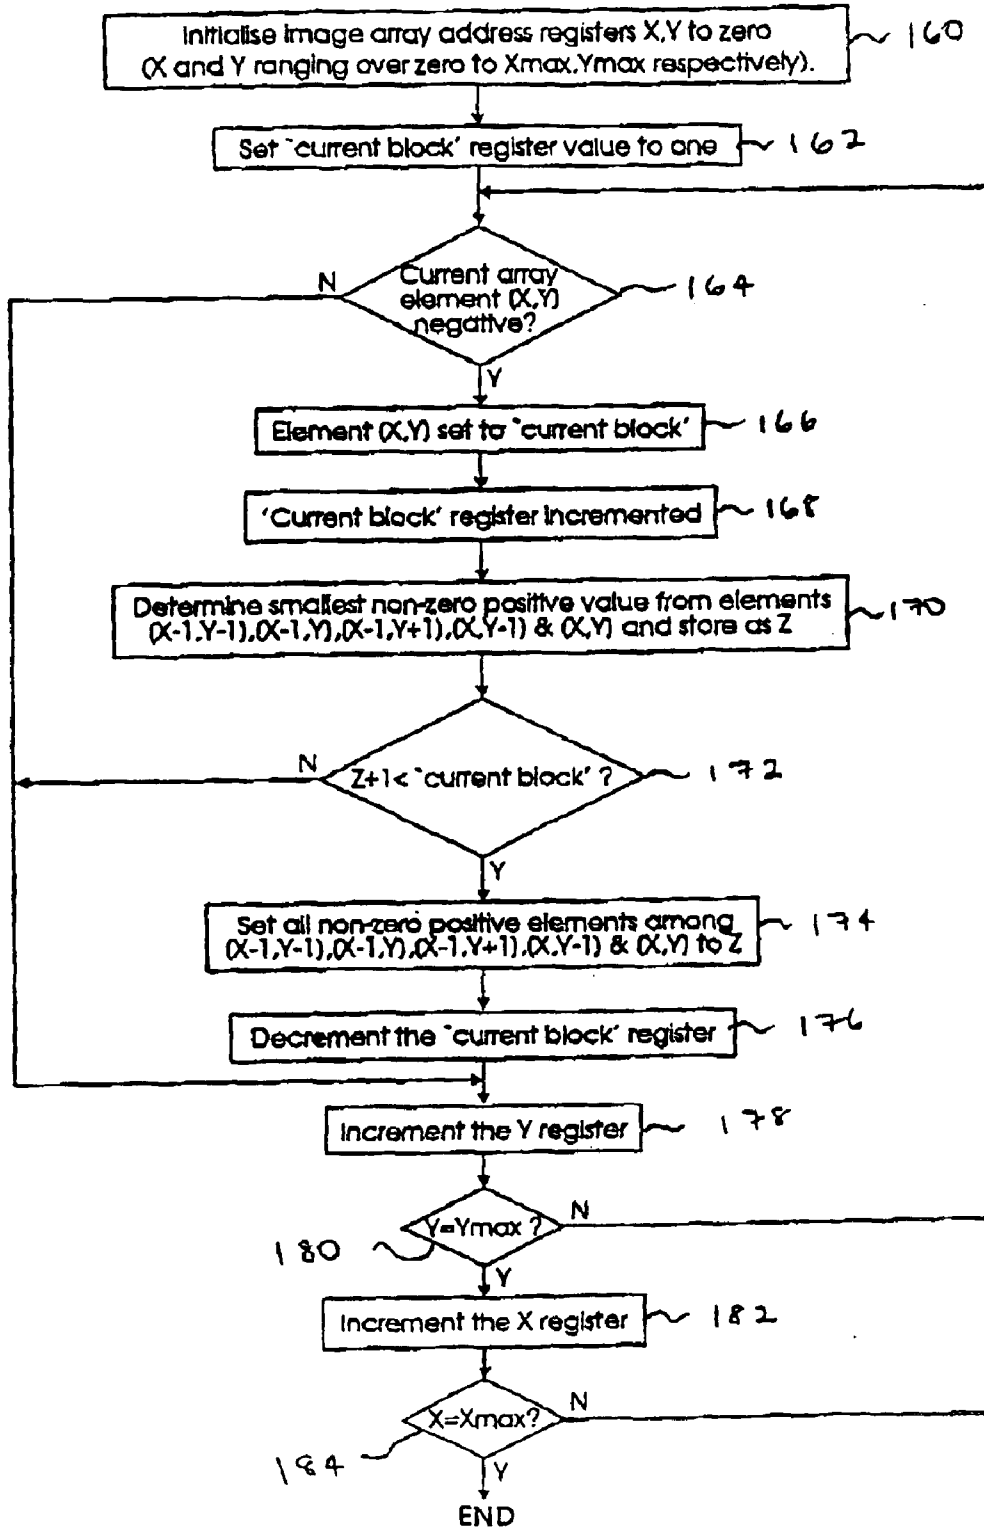 Initialise image array address registers X,Y to zero
(X and Y ranging over zero to Xmax,Ymax respectively).
160
Set `current block' register value to one
162
Current array
element (X,Y)
negative?
N
164
Y
Element (X,Y) set to `current block'
166
'Current block' register incremented
168
Determine smallest non-zero positive value from elements
(X-1,Y-1),(X-1,Y),(X-1,Y+1),(X,Y-1) & (X,Y) and store as Z
170
N
Z+1< `current block' ?
172
Y
Set all non-zero positive elements among
(X-1,Y-1),(X-1,Y),(X-1,Y+1),(X,Y-1) & (X,Y) to Z
174
Decrement the `current block' register
176
Increment the Y register
178
Y=Ymax ?
N
180
Y
Increment the X register
182
X=Xmax?
N
184
Y
END